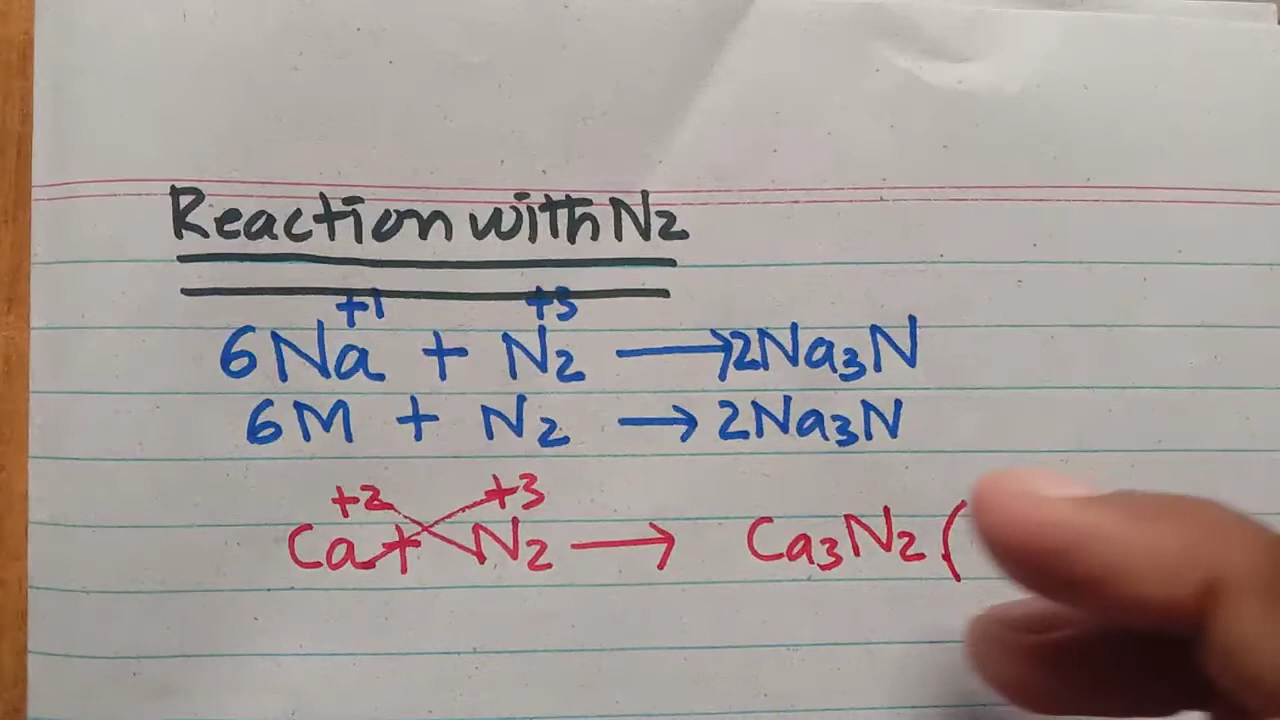 Reaction with N2
+1 +3
6Na + N2 → 2Na3N
6M + N2 → 2Na3N
+2 +3
Ca + N2 → Ca3N2 (